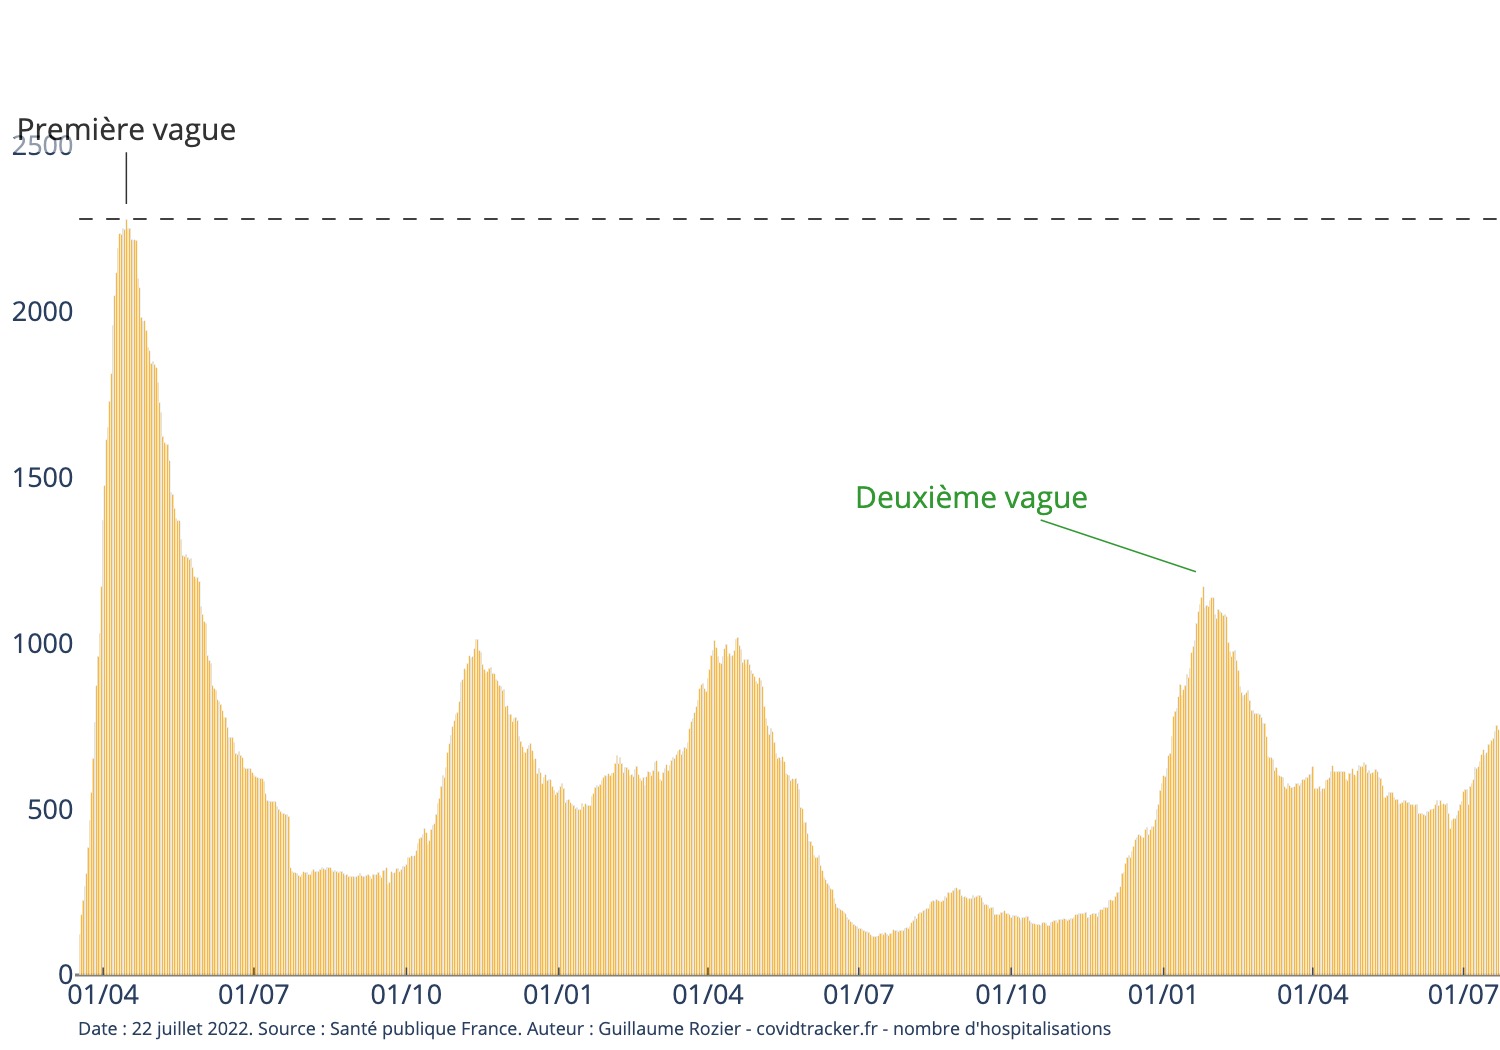 Première vague
2500
2000
1500
Deuxième vague
1000
500
0
01/04 01/07 01/10 01/01 01/04 01/07 01/10 01/01 01/04 01/07
Date : 22 juillet 2022. Source : Santé publique France. Auteur : Guillaume Rozier - covidtracker.fr - nombre d'hospitalisations